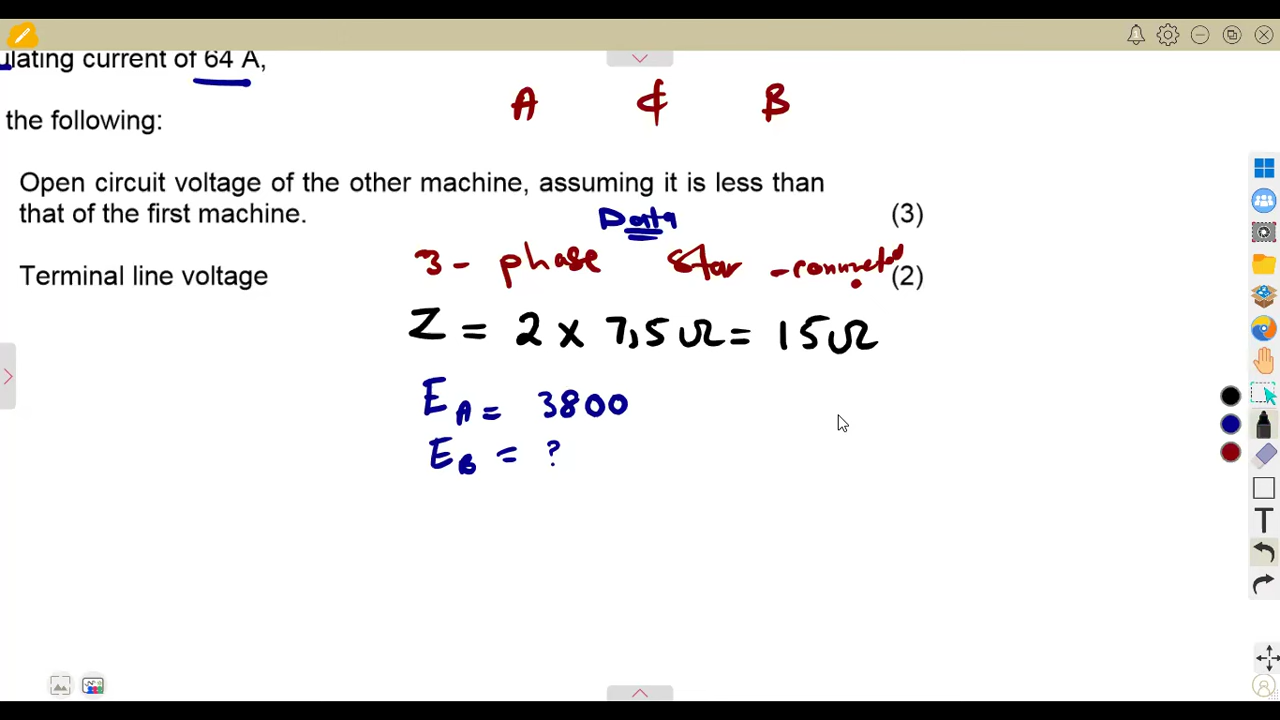 ulating current of 64 A,
A & B
the following:
Open circuit voltage of the other machine, assuming it is less than
that of the first machine. (3)
Data
3 - phase Star - connected
Terminal line voltage (2)
Z = 2 x 7,5Ω = 15Ω
E_A = 3800
E_B = ?
T